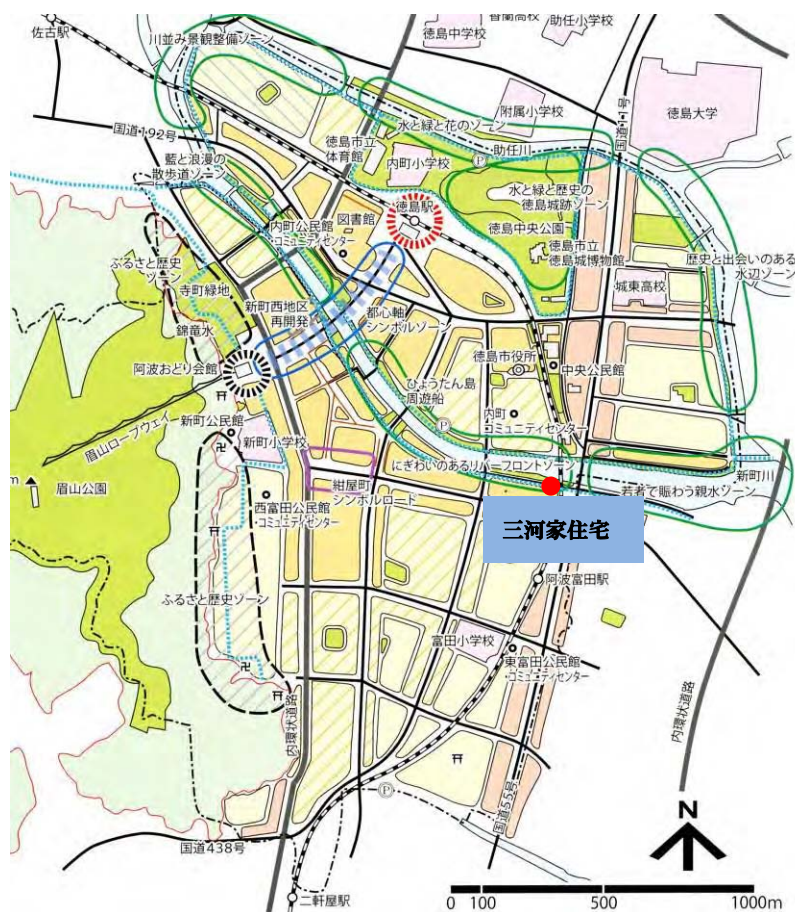 香蘭高校
助任小学校
徳島中学校
佐古駅
川並み景観整備ゾーン
徳島大学
附属小学校
国道11号
国道192号
水と緑と花のゾーン
助任川
徳島市立
体育館
藍と浪漫の
散歩道ゾーン
内町小学校
P
水と緑と歴史の
徳島城跡ゾーン
図書館
徳島駅
内町公民館
・コミュニティセンター
徳島中央公園
徳島市立
徳島城博物館
ふるさと歴史
ゾーン
寺町緑地
歴史と出会いのある
水辺ゾーン
城東高校
新町西地区
再開発
都心軸
シンボルゾーン
錦竜水
徳島市役所
中央公民館
阿波おどり会館
ひょうたん島
周遊船
内町
コミュニティセンター
P
新町公民館
眉山ロープウェイ
新町小学校
にぎわいのあるリバーフロントゾーン
新町川
m
眉山公園
紺屋町
シンボルロード
若者で賑わう親水ゾーン
西富田公民館
・コミュニティセンター
三河家住宅
阿波富田駅
ふるさと歴史ゾーン
富田小学校
東富田公民館
・コミュニティセンター
内環状道路
内環状道路
P
国道55号
N
国道438号
二軒屋駅
0 100 500 1000m